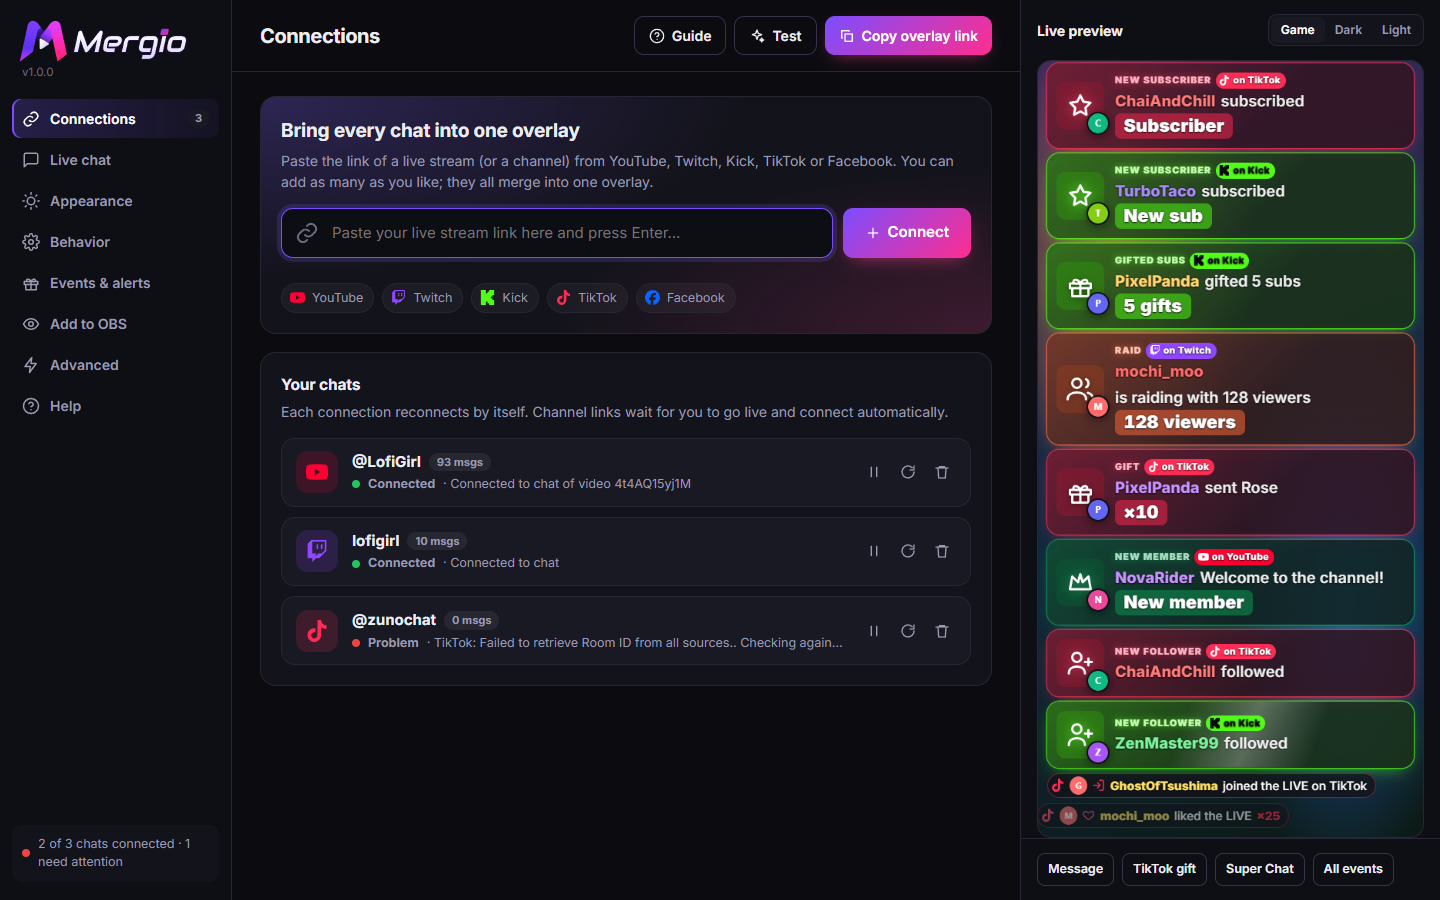 Mergio
v1.0.0
Connections
3
Live chat
Appearance
Behavior
Events & alerts
Add to OBS
Advanced
Help
2 of 3 chats connected · 1
need attention
Connections
Guide
Test
Copy overlay link
Bring every chat into one overlay
Paste the link of a live stream (or a channel) from YouTube, Twitch, Kick, TikTok or Facebook. You can
add as many as you like; they all merge into one overlay.
Paste your live stream link here and press Enter...
+ Connect
YouTube
Twitch
Kick
TikTok
Facebook
Your chats
Each connection reconnects by itself. Channel links wait for you to go live and connect automatically.
@LofiGirl 93 msgs
Connected · Connected to chat of video 4t4AQ15yj1M
lofigirl 10 msgs
Connected · Connected to chat
@zunochat 0 msgs
Problem · TikTok: Failed to retrieve Room ID from all sources.. Checking again...
Live preview
Game
Dark
Light
NEW SUBSCRIBER on TikTok
ChaiAndChill subscribed
C
Subscriber
NEW SUBSCRIBER on Kick
TurboTaco subscribed
T
New sub
GIFTED SUBS on Kick
PixelPanda gifted 5 subs
P
5 gifts
RAID on Twitch
mochi_moo
is raiding with 128 viewers
M
128 viewers
GIFT on TikTok
PixelPanda sent Rose
P
×10
NEW MEMBER on YouTube
NovaRider Welcome to the channel!
N
New member
NEW FOLLOWER on TikTok
ChaiAndChill followed
C
NEW FOLLOWER on Kick
ZenMaster99 followed
Z
G GhostOfTsushima joined the LIVE on TikTok
M mochi_moo liked the LIVE ×25
Message
TikTok gift
Super Chat
All events